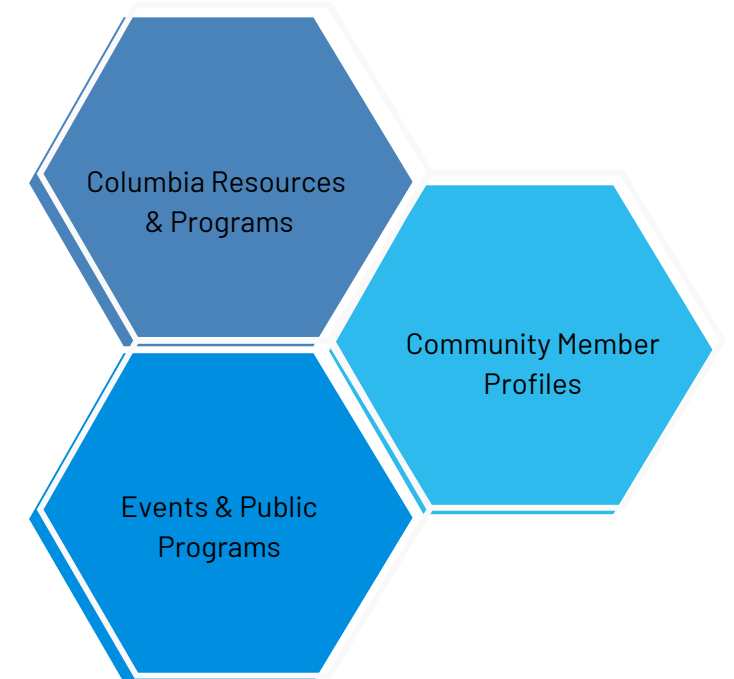 Columbia Resources
& Programs
Community Member
Profiles
Events & Public
Programs